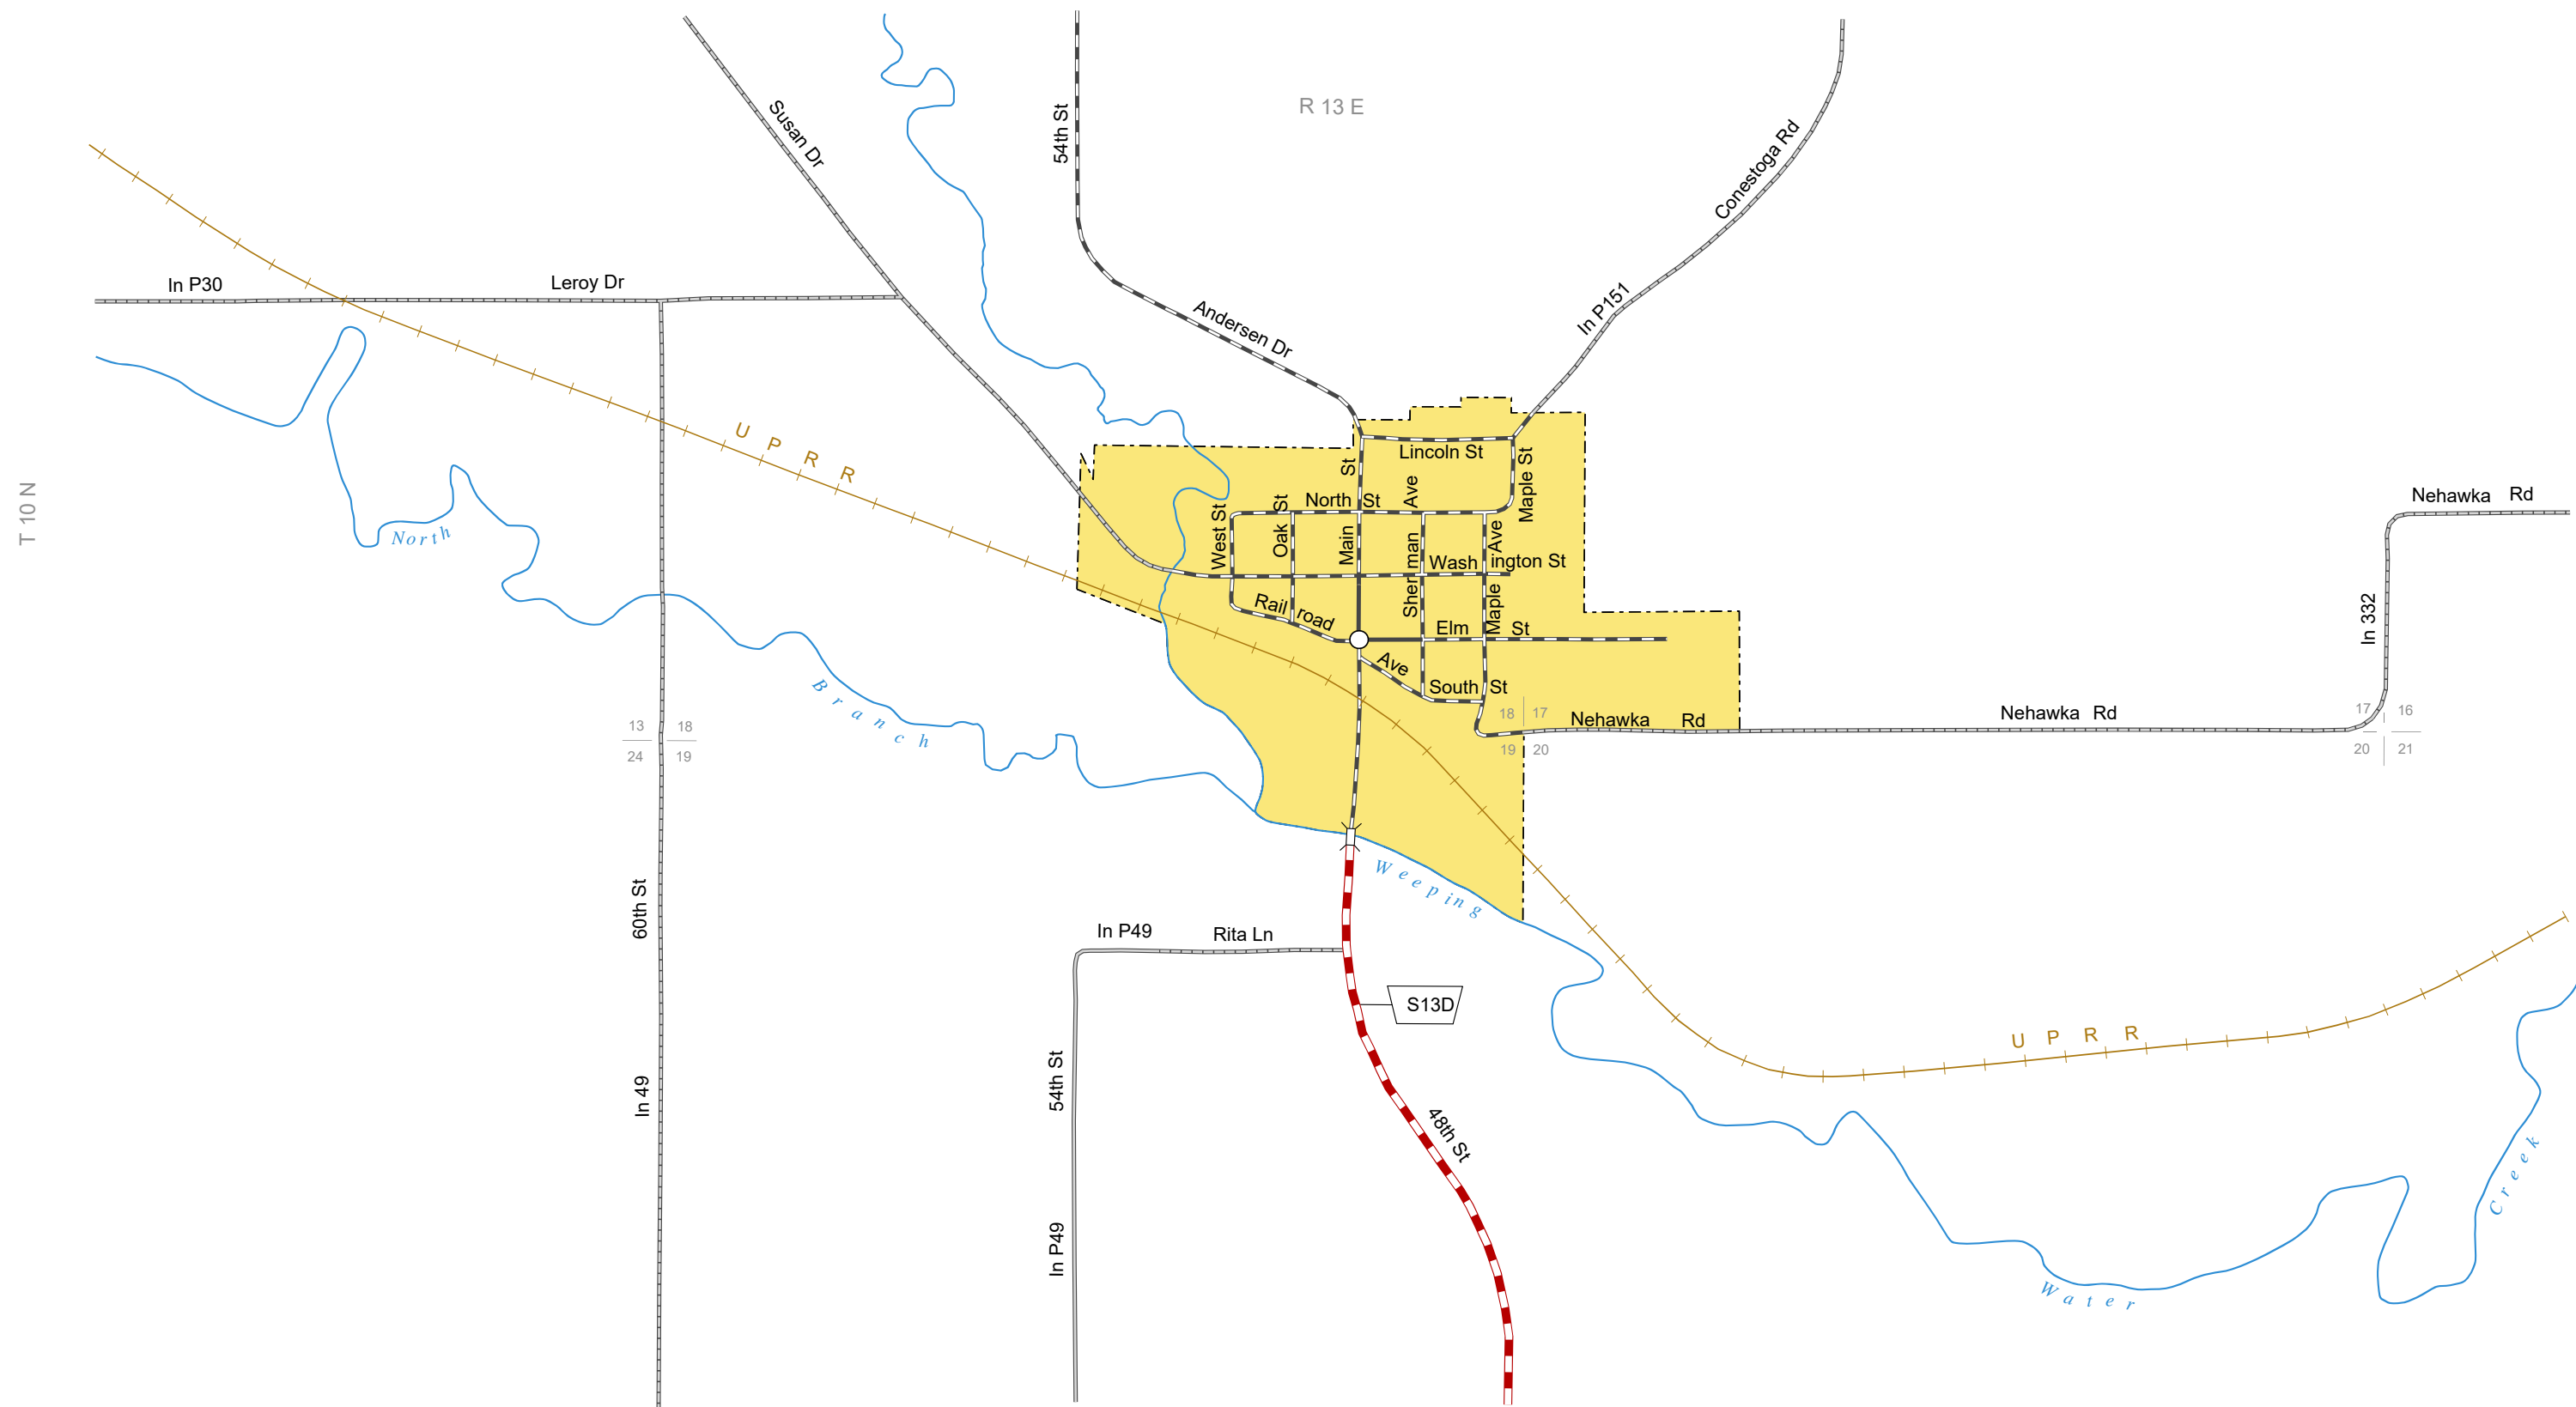 54th St
R 13 E
Susan Dr
Conestoga Rd
In P30
Leroy Dr
In P151
Andersen Dr
U P R R
Lincoln St
Maple St
North St
Main St
Sherman Ave
Oak St
West St
Maple Ave
T 10 N
Nehawka Rd
North
Washington St
Railroad Ave
Elm St
In 332
South St
Branch
13 18
24 19
18 17
19 20
Nehawka Rd
Nehawka Rd
17 16
20 21
Weeping
60th St
In P49
Rita Ln
S13D
U P R R
54th St
In 49
48th St
Creek
In P49
Water